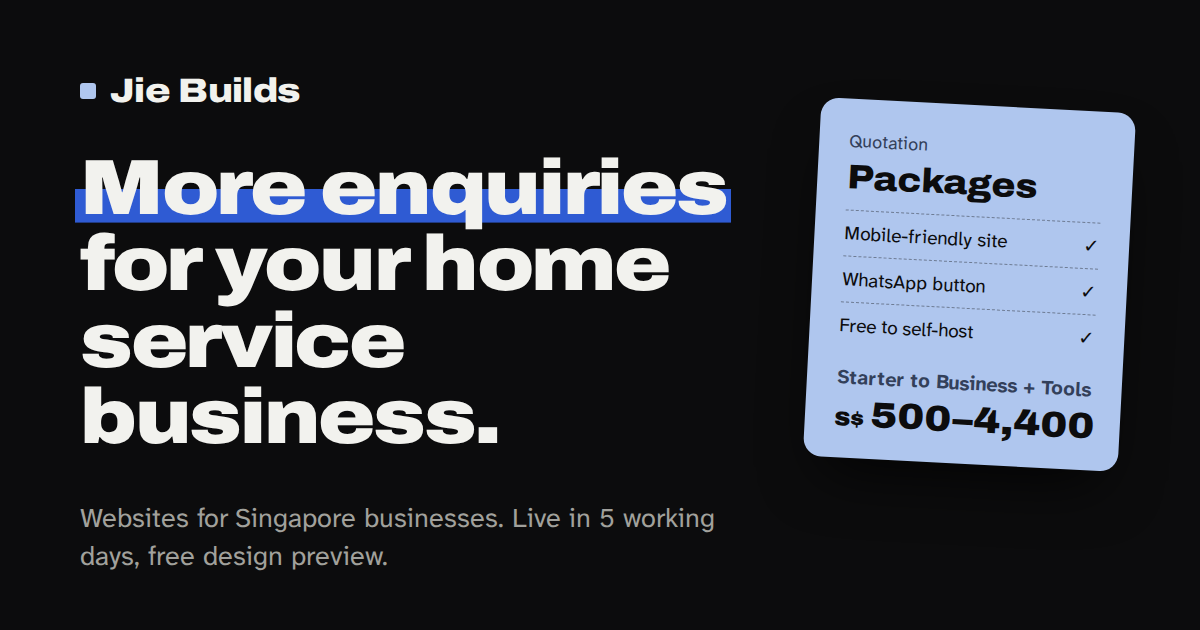 Jie Builds
More enquiries
for your home
service
business.
Websites for Singapore businesses. Live in 5 working
days, free design preview.
Quotation
Packages
Mobile-friendly site ✓
WhatsApp button ✓
Free to self-host ✓
Starter to Business + Tools
S$ 500–4,400